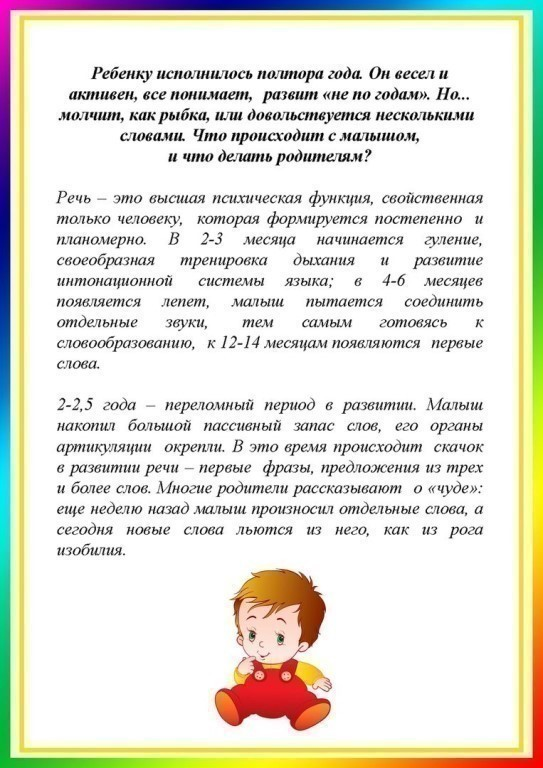 Ребенку исполнилось полтора года. Он весел и
активен, все понимает, развит «не по годам». Но...
молчит, как рыбка, или довольствуется несколькими
словами. Что происходит с малышом,
и что делать родителям?
Речь – это высшая психическая функция, свойственная
только человеку, которая формируется постепенно и
планомерно. В 2-3 месяца начинается гуление,
своеобразная тренировка дыхания и развитие
интонационной системы языка; в 4-6 месяцев
появляется лепет, малыш пытается соединить
отдельные звуки, тем самым готовясь к
словообразованию, к 12-14 месяцам появляются первые
слова.
2-2,5 года – переломный период в развитии. Малыш
накопил большой пассивный запас слов, его органы
артикуляции окрепли. В это время происходит скачок
в развитии речи – первые фразы, предложения из трех
и более слов. Многие родители рассказывают о «чуде»:
еще неделю назад малыш произносил отдельные слова, а
сегодня новые слова льются из него, как из рога
изобилия.